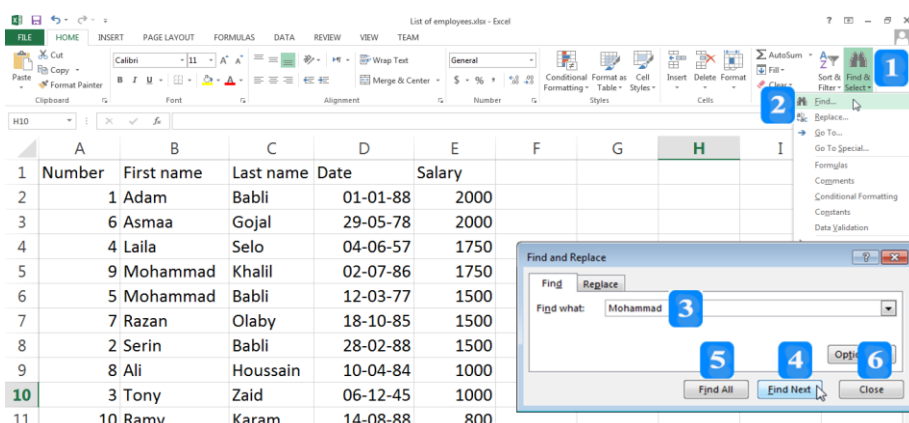 List of employees.xlsx - Excel
FILE HOME INSERT PAGE LAYOUT FORMULAS DATA REVIEW VIEW TEAM
Cut
Copy
Format Painter
Paste
Clipboard
Calibri 11
B I U
Font
Wrap Text
Merge & Center
Alignment
General
$ % ,
Number
Conditional Formatting
Format as Table
Cell Styles
Styles
Insert Delete Format
Cells
AutoSum
Fill
Clear
Sort & Filter
Find & Select
1
2
Find...
Replace...
Go To...
Go To Special...
Formulas
Comments
Conditional Formatting
Constants
Data Validation
H10 fx
A B C D E F G H I
1 Number First name Last name Date Salary
2 1 Adam Babli 01-01-88 2000
3 6 Asmaa Gojal 29-05-78 2000
4 4 Laila Selo 04-06-57 1750
5 9 Mohammad Khalil 02-07-86 1750
6 5 Mohammad Babli 12-03-77 1500
7 7 Razan Olaby 18-10-85 1500
8 2 Serin Babli 28-02-88 1500
9 8 Ali Houssain 10-04-84 1000
10 3 Tony Zaid 06-12-45 1000
11 10 Ramy Karam 14-08-88 800
Find and Replace
Find Replace
Find what: Mohammad 3
5 4 6
Find All Find Next Close